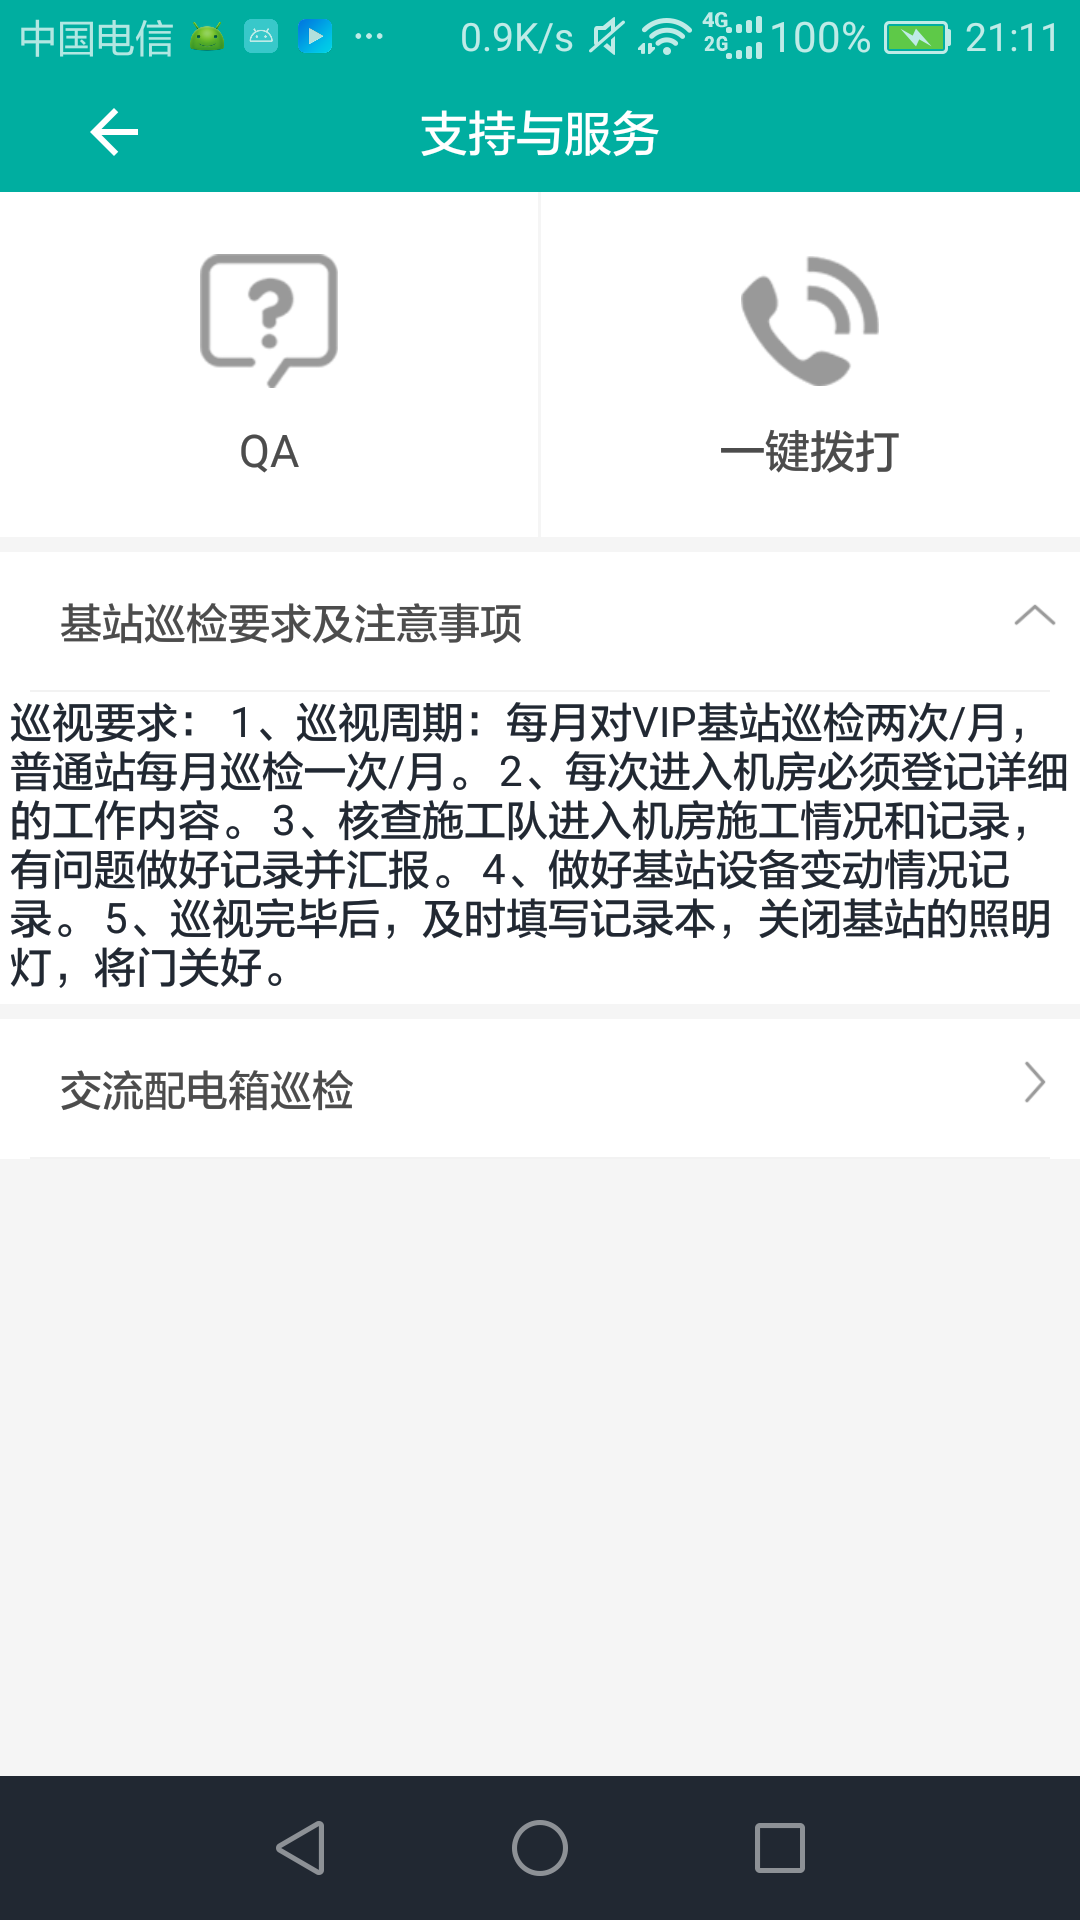 中国电信 ... 0.9K/s 4G 2G 100% 21:11
支持与服务
QA 一键拨打
基站巡检要求及注意事项
巡视要求： 1、巡视周期：每月对VIP基站巡检两次/月，
普通站每月巡检一次/月。2、每次进入机房必须登记详细
的工作内容。3、核查施工队进入机房施工情况和记录，
有问题做好记录并汇报。4、做好基站设备变动情况记
录。5、巡视完毕后，及时填写记录本，关闭基站的照明
灯，将门关好。
交流配电箱巡检